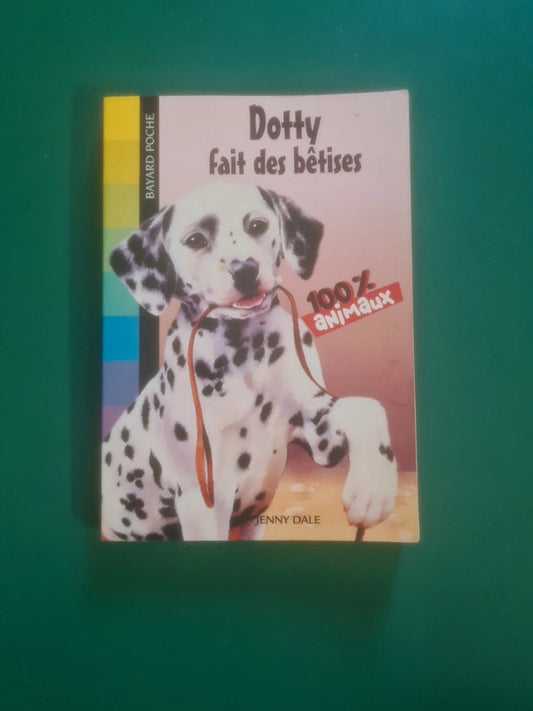 BAYARD POCHE
Dotty
fait des bêtises
100%
animaux
JENNY DALE